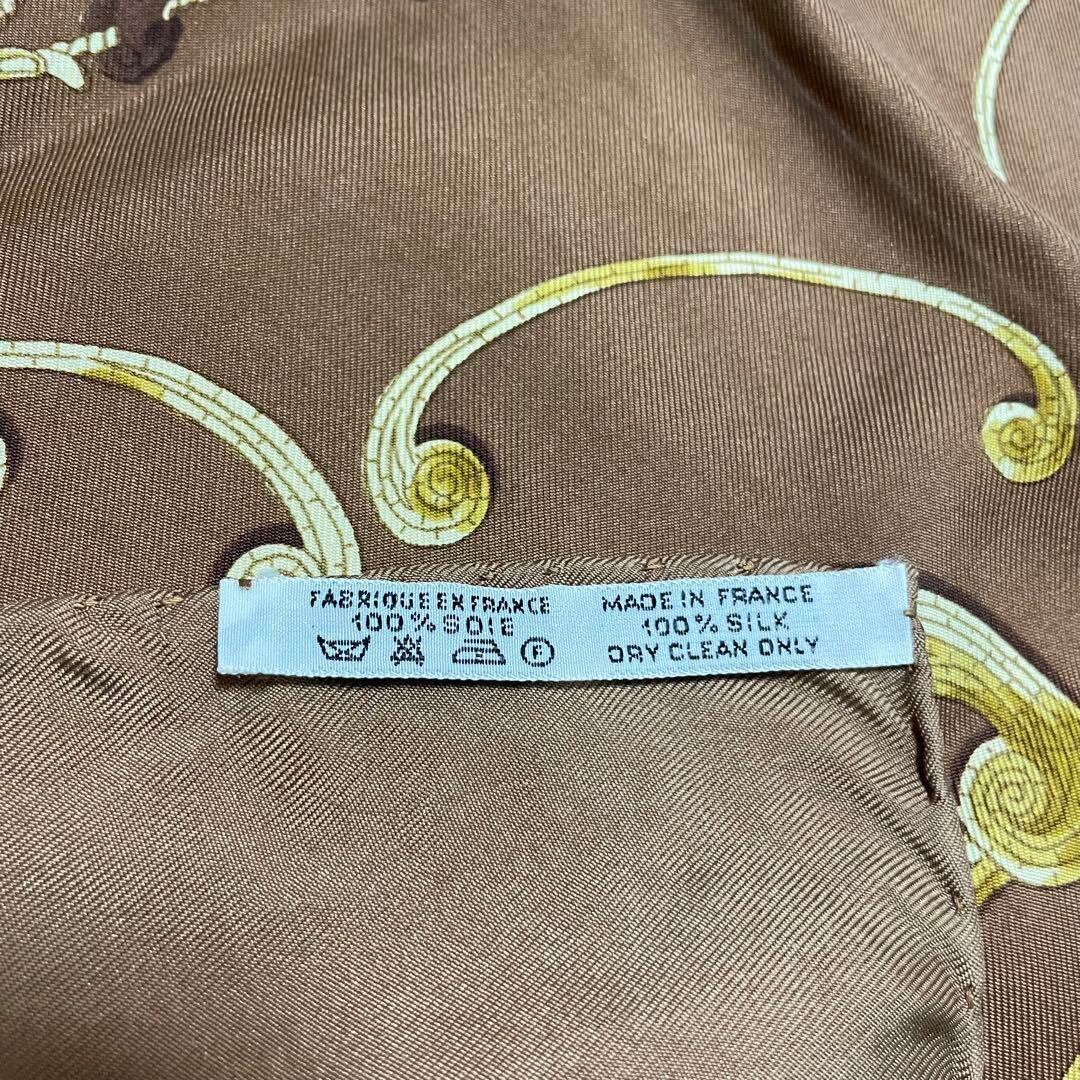 FABRIQUE EN FRANCE
100% SOIE
F
MADE IN FRANCE
100% SILK
DRY CLEAN ONLY